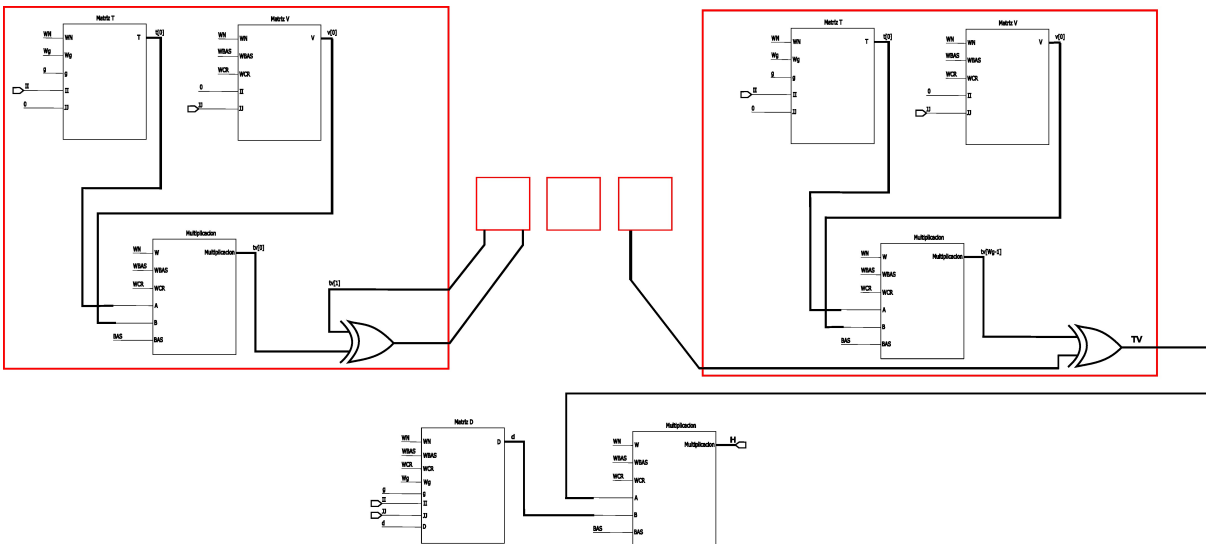 Matriz T
WN
Wg
g
II
0
WN
Wg
g
II
JJ
T
t[0]
Matriz V
WN
WBAS
WCR
0
JJ
WN
WBAS
WCR
II
JJ
V
v[0]
Multiplicacion
WN
WBAS
WCR
BAS
W
WBAS
WCR
A
B
BAS
Multiplicacion
tv[0]
tv[1]
Matriz T
WN
Wg
g
II
0
WN
Wg
g
II
JJ
T
t[0]
Matriz V
WN
WBAS
WCR
0
JJ
WN
WBAS
WCR
II
JJ
V
v[0]
Multiplicacion
WN
WBAS
WCR
BAS
W
WBAS
WCR
A
B
BAS
Multiplicacion
tv[Wg-1]
TV
Matriz D
WN
WBAS
WCR
Wg
g
II
JJ
d
WN
WBAS
WCR
Wg
g
II
JJ
D
D
d
Multiplicacion
WN
WBAS
WCR
BAS
W
WBAS
WCR
A
B
BAS
Multiplicacion
H